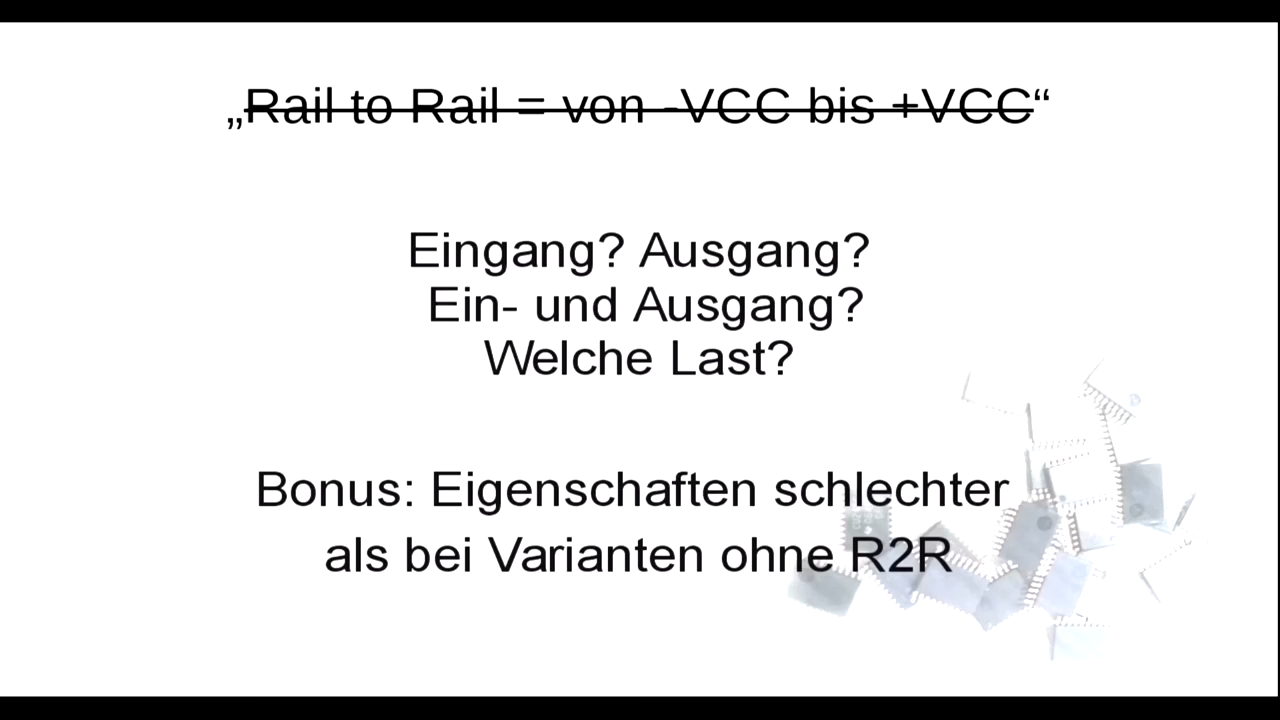 „Rail to Rail = von -VCC bis +VCC“
Eingang? Ausgang?
Ein- und Ausgang?
Welche Last?
Bonus: Eigenschaften schlechter
als bei Varianten ohne R2R